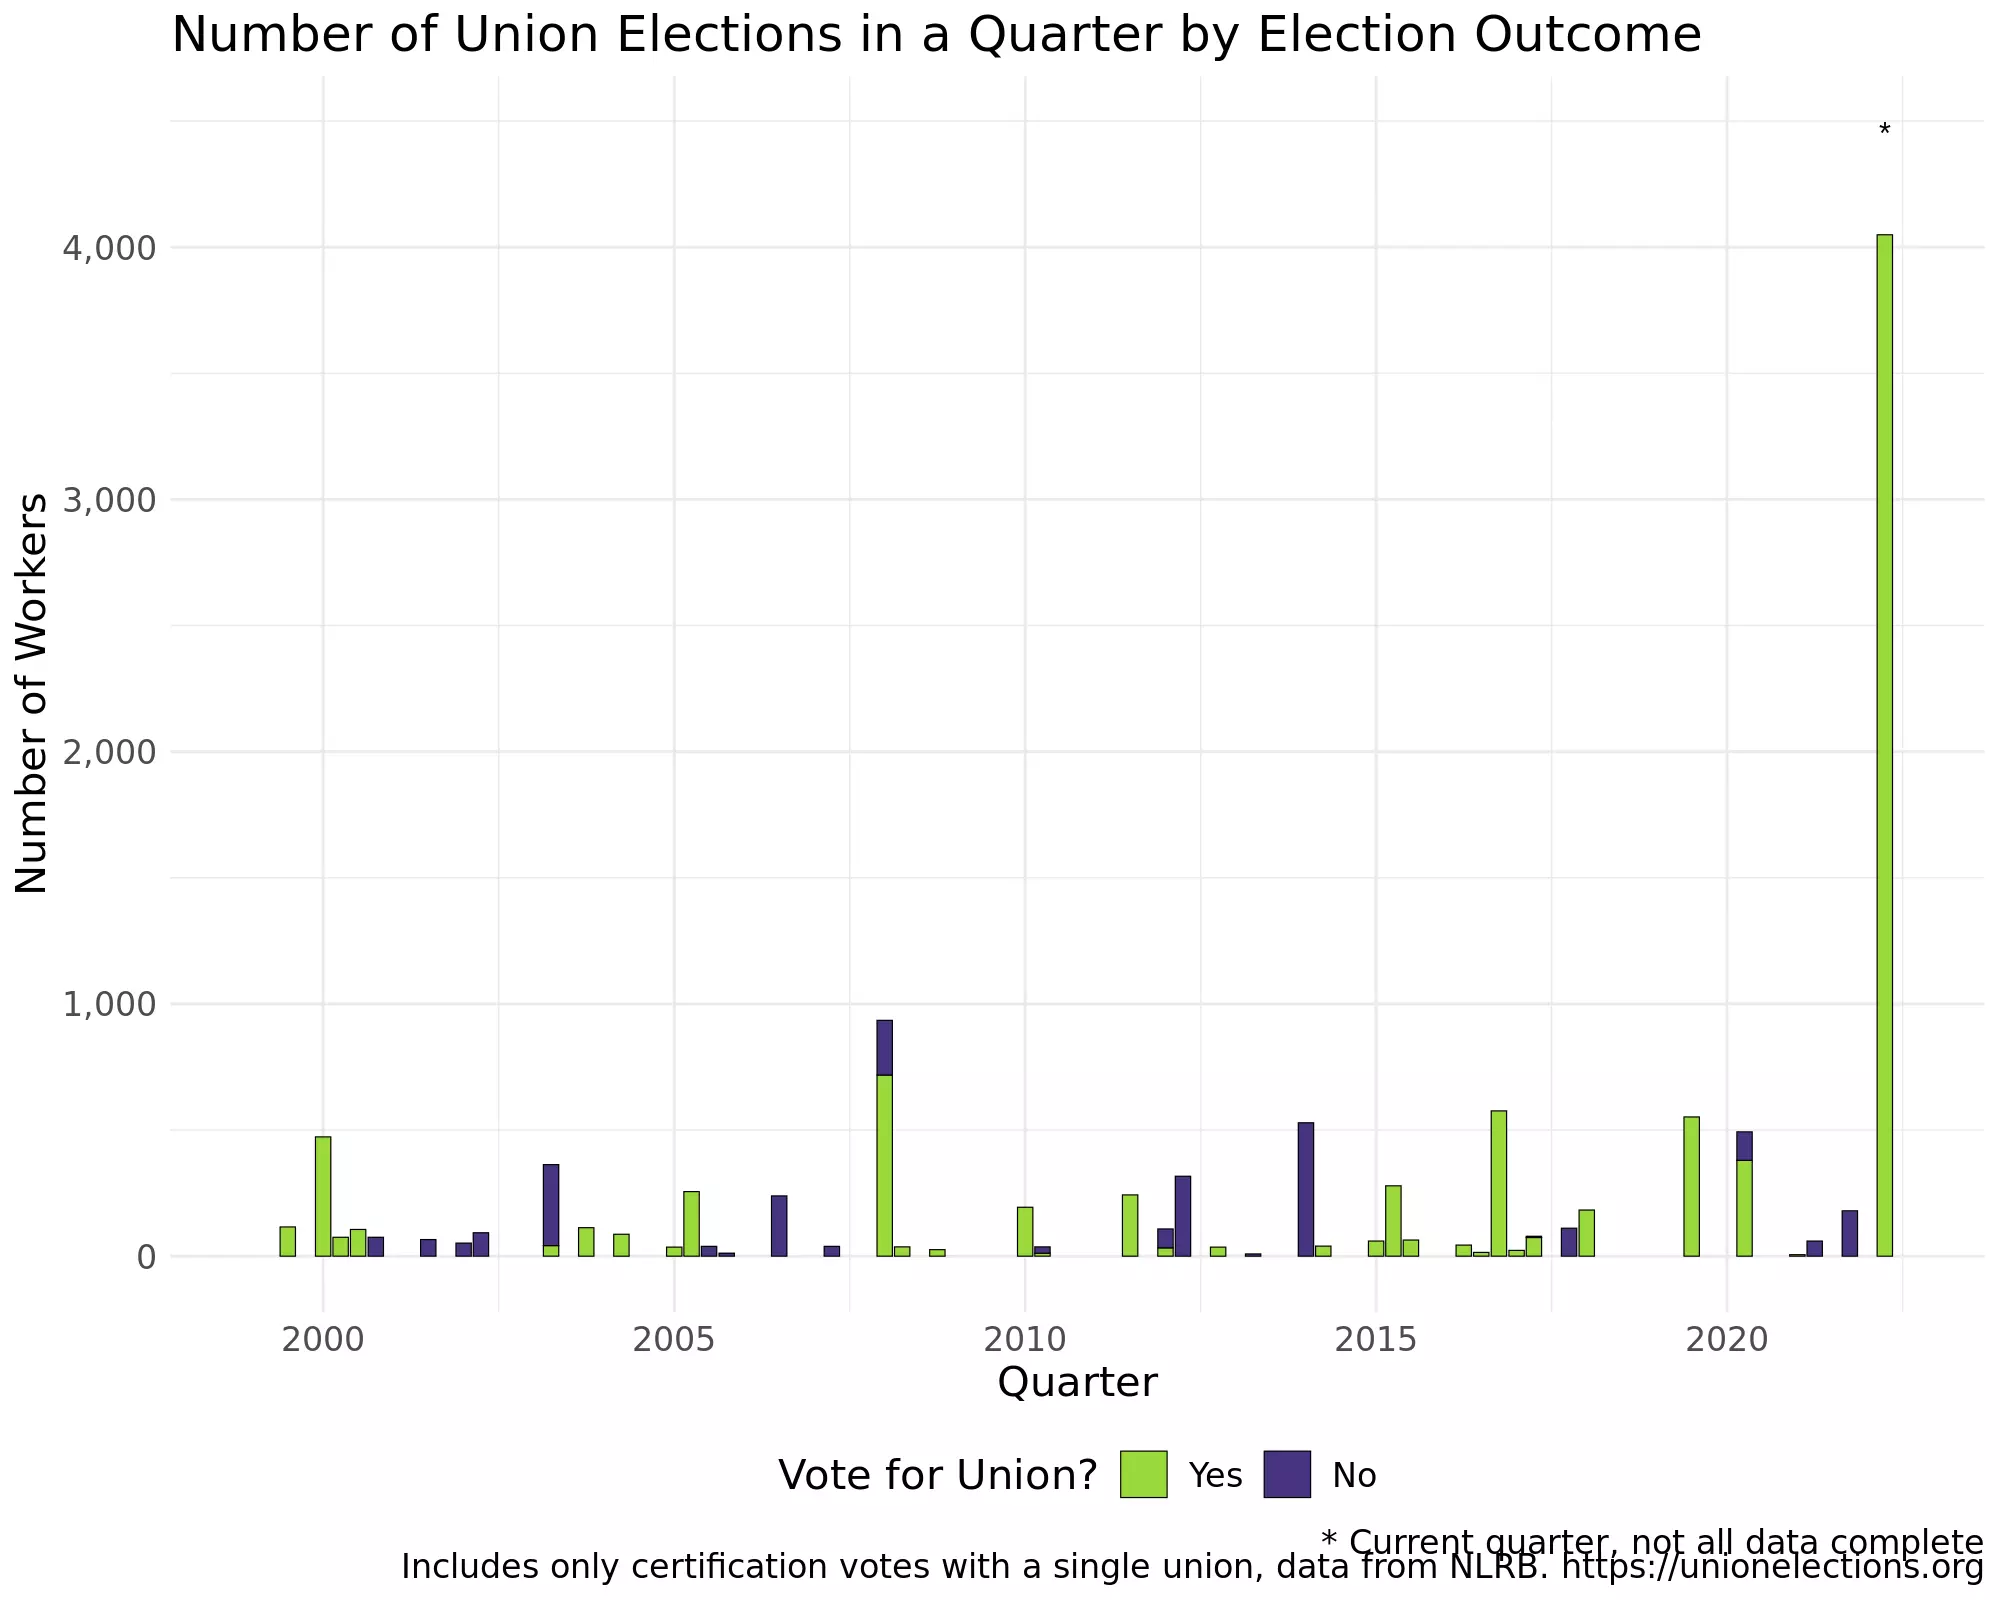 Number of Union Elections in a Quarter by Election Outcome
*
4,000
3,000
2,000
1,000
0
Number of Workers
2000 2005 2010 2015 2020
Quarter
Vote for Union? Yes No
* Current quarter, not all data complete
Includes only certification votes with a single union, data from NLRB. https://unionelections.org